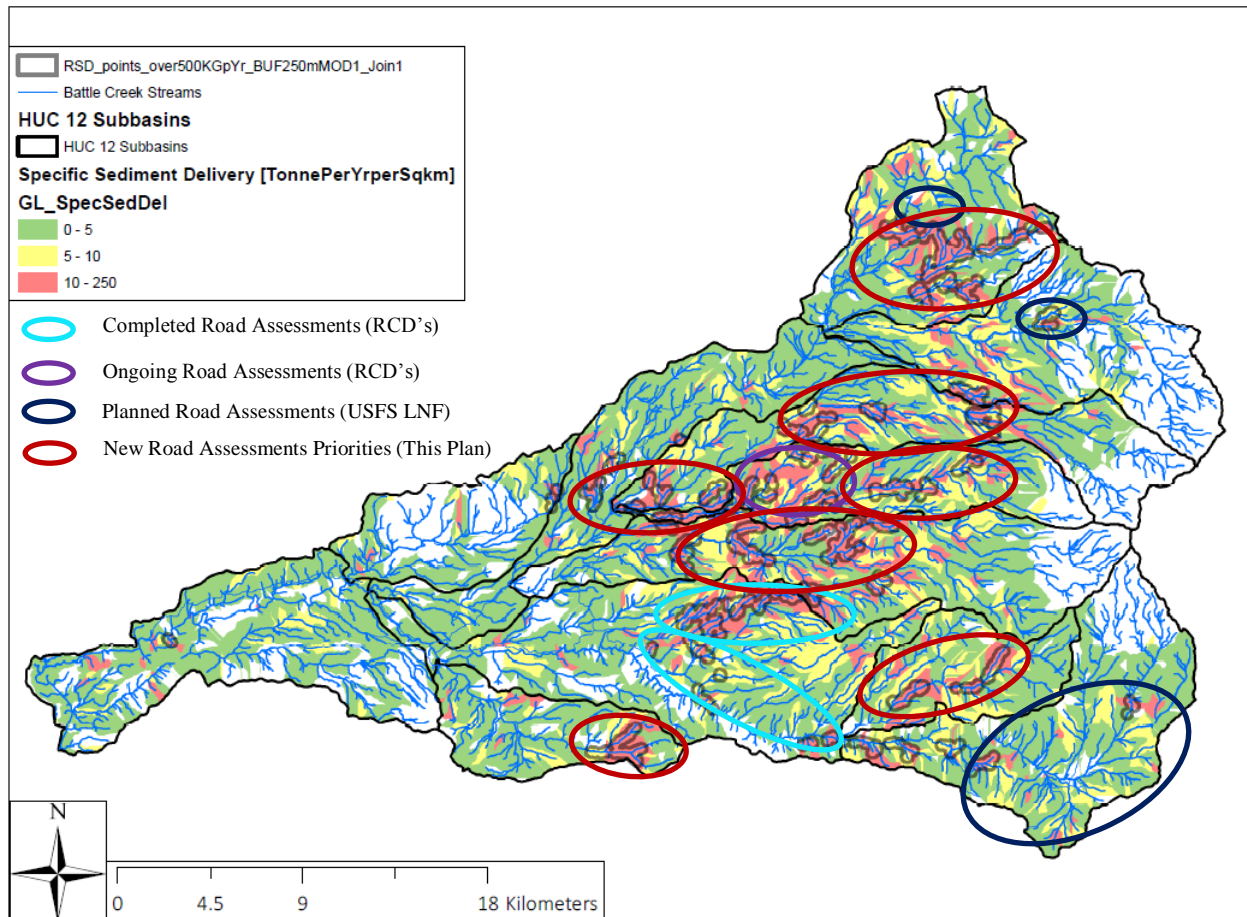 RSD_points_over500KGpYr_BUF250mMOD1_Join1
Battle Creek Streams
HUC 12 Subbasins
HUC 12 Subbasins
Specific Sediment Delivery [TonnePerYrperSqkm]
GL_SpecSedDel
0 - 5
5 - 10
10 - 250
Completed Road Assessments (RCD's)
Ongoing Road Assessments (RCD's)
Planned Road Assessments (USFS LNF)
New Road Assessments Priorities (This Plan)
N
0 4.5 9 18 Kilometers